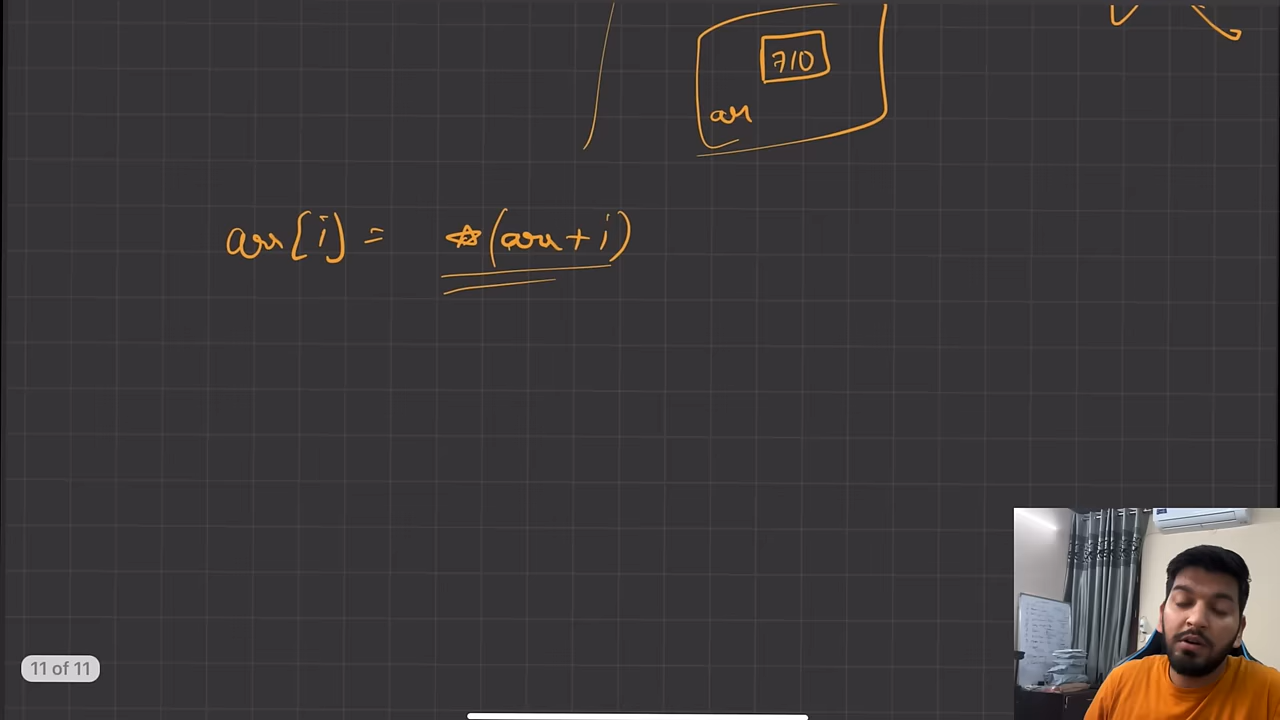 710
arr
arr[i] = *(arr+i)
11 of 11